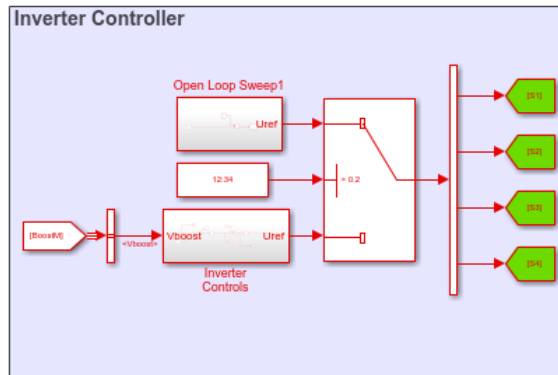 Inverter Controller
Open Loop Sweep1
Uref
12:34
> 0.2
[BoostM]
<Vboost>
Vboost
Uref
Inverter
Controls
[S1]
[S2]
[S3]
[S4]